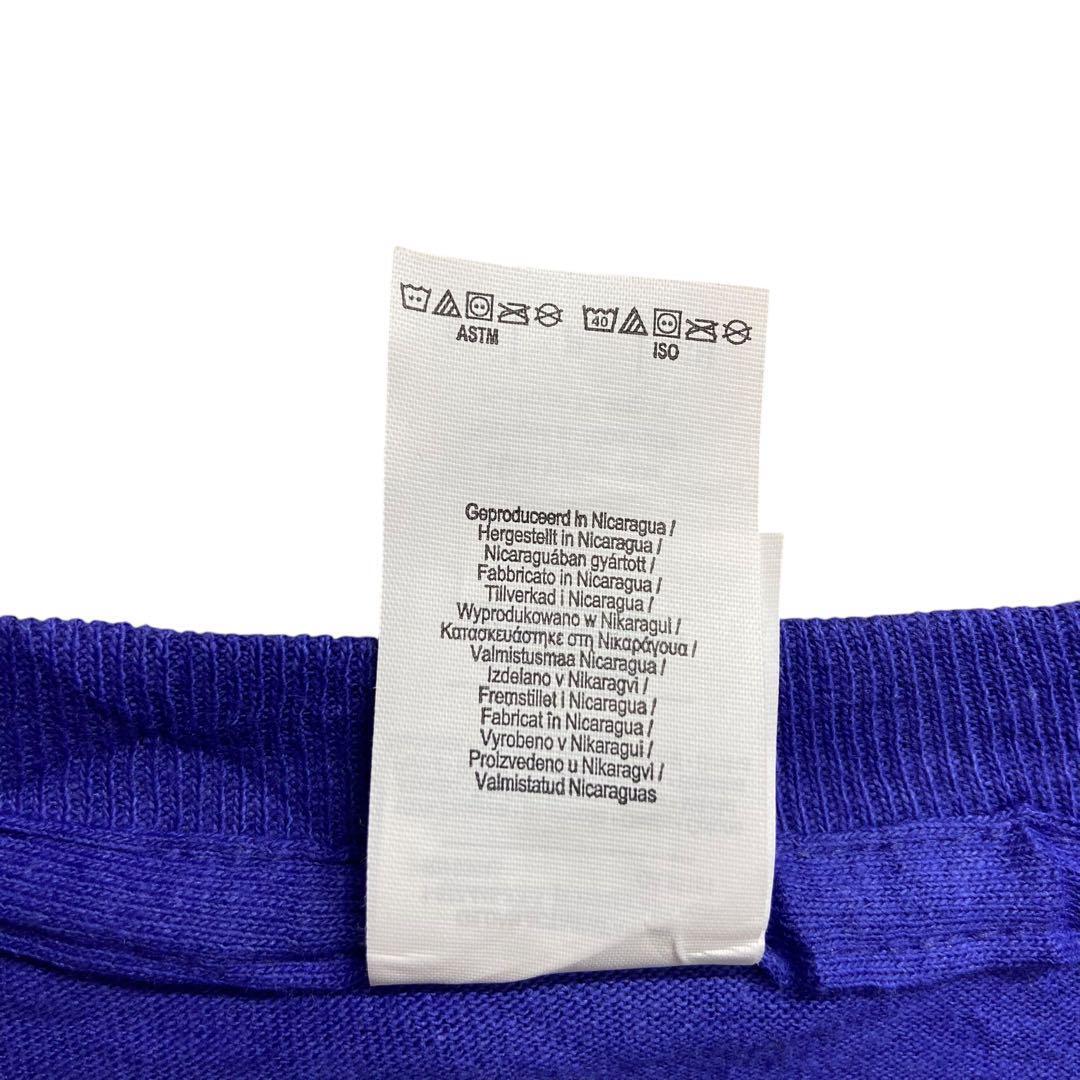 40
ASTM
ISO
Geproduceerd in Nicaragua /
Hergestellt in Nicaragua /
Nicaraguában gyártott /
Fabbricato in Nicaragua /
Tillverkad i Nicaragua /
Wyprodukowano w Nikaragui /
Κατασκευάστηκε στη Νικαράγουα /
Valmistusmaa Nicaragua /
Izdelano v Nikaragvi /
Fremstillet i Nicaragua /
Fabricat în Nicaragua /
Vyrobeno v Nikaragui /
Proizvedeno u Nikaragvi /
Valmistatud Nicaraguas